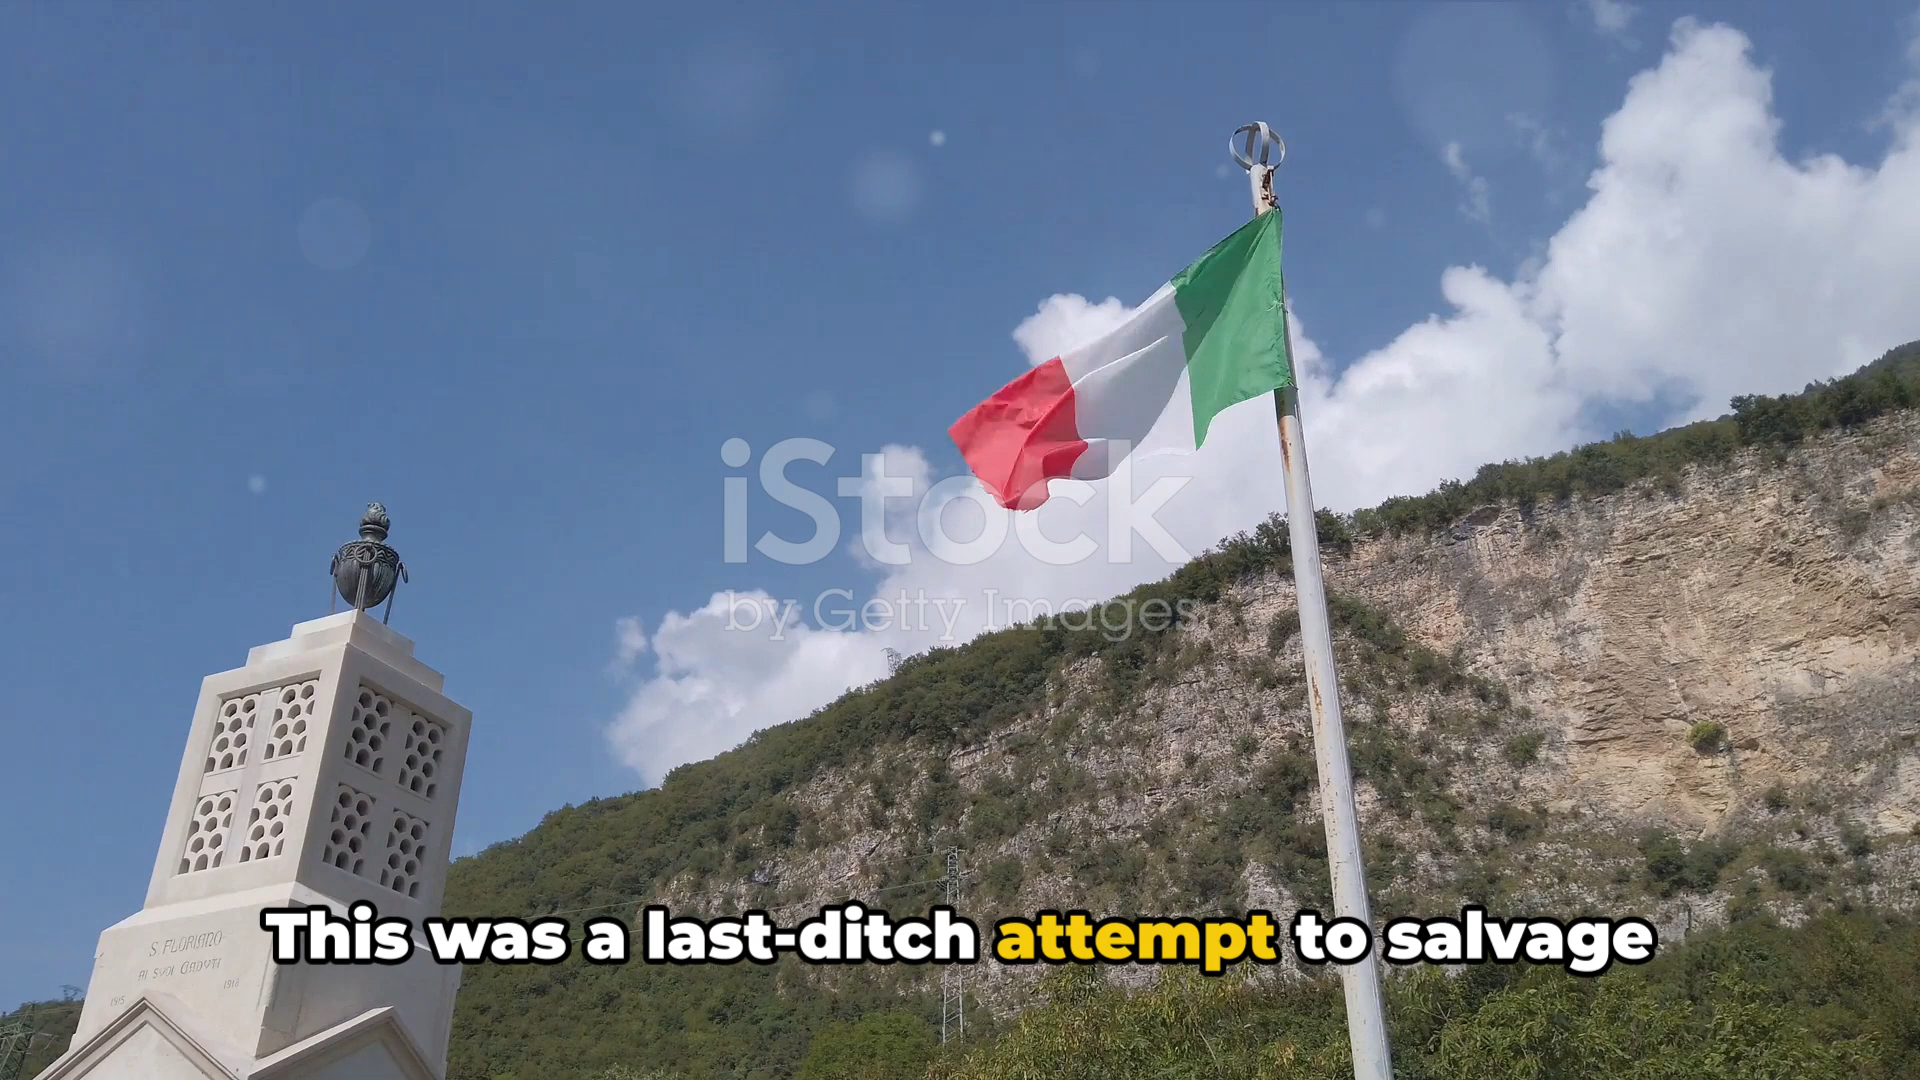 iStock
by Getty Images
S. FLORIANO
AI SUOI CADUTI
1915 1918
This was a last-ditch attempt to salvage